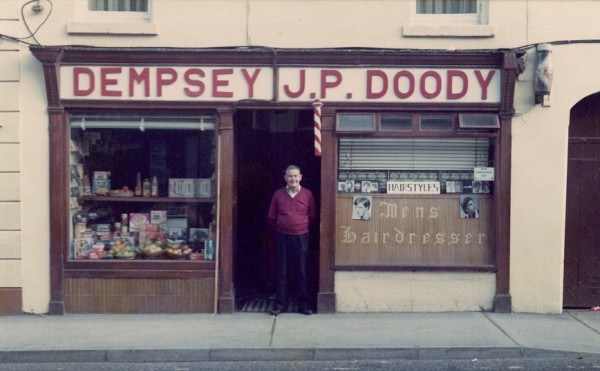 DEMPSEY J.P. DOODY
HAIRSTYLES
Mens
Hairdresser